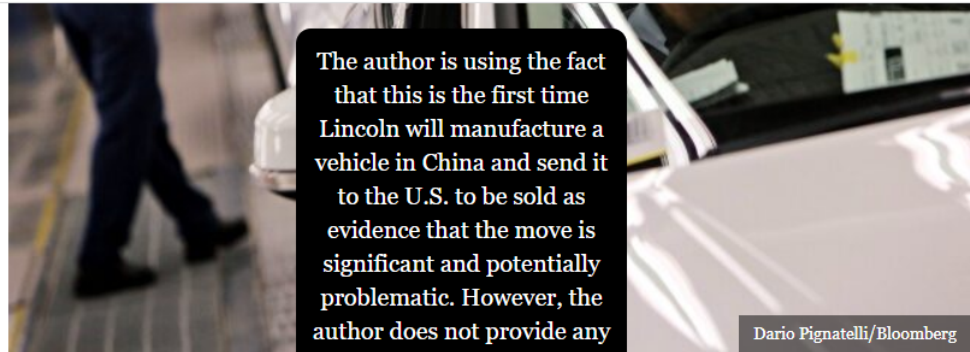 The author is using the fact
that this is the first time
Lincoln will manufacture a
vehicle in China and send it
to the U.S. to be sold as
evidence that the move is
significant and potentially
problematic. However, the
author does not provide any
Dario Pignatelli/Bloomberg